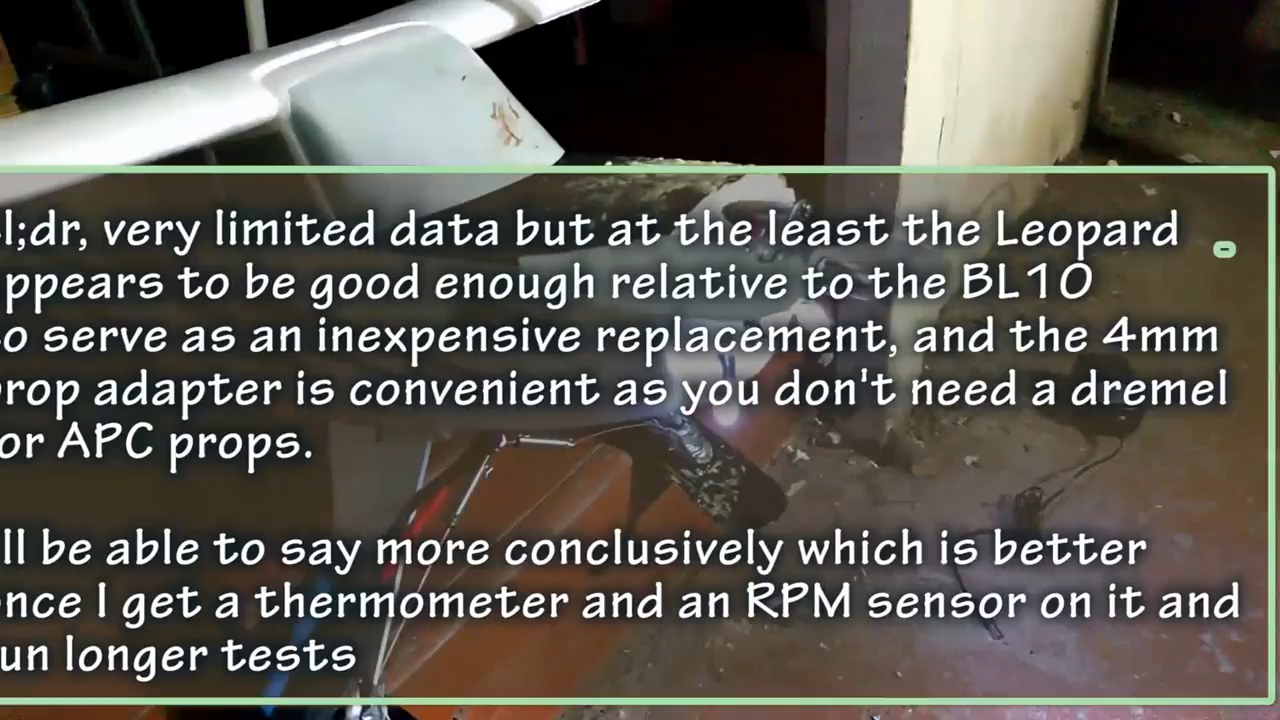 l;dr, very limited data but at the least the Leopard
ppears to be good enough relative to the BL10
o serve as an inexpensive replacement, and the 4mm
rop adapter is convenient as you don't need a dremel
or APC props.
ll be able to say more conclusively which is better
nce I get a thermometer and an RPM sensor on it and
un longer tests